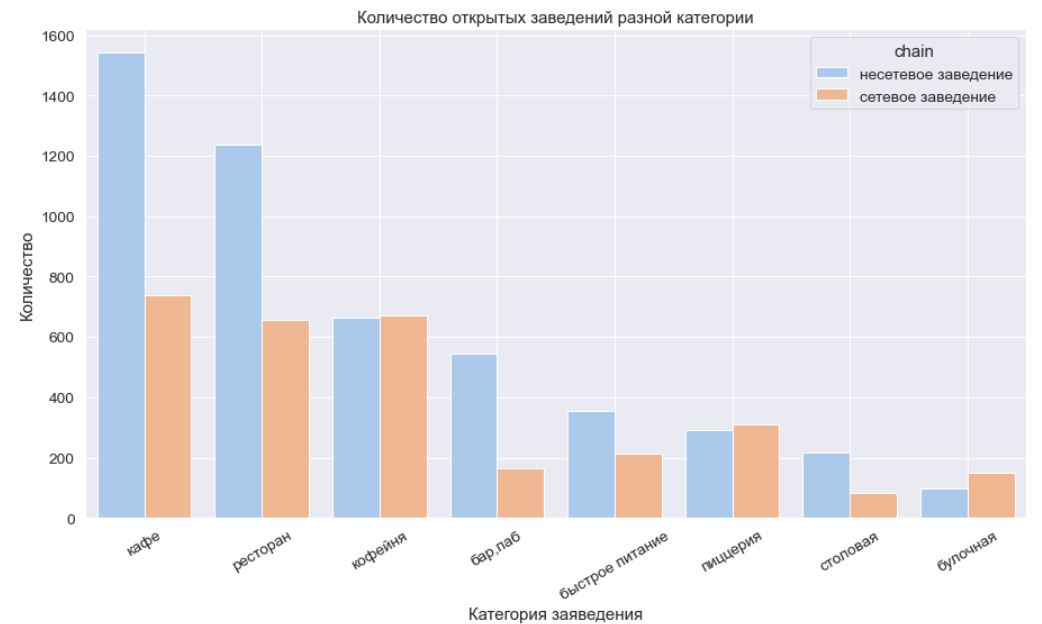 Количество открытых заведений разной категории
1600
1400
1200
1000
800
600
400
200
0
Количество
chain
несетевое заведение
сетевое заведение
кафе
ресторан
кофейня
бар,паб
быстрое питание
пиццерия
столовая
булочная
Категория заяведения